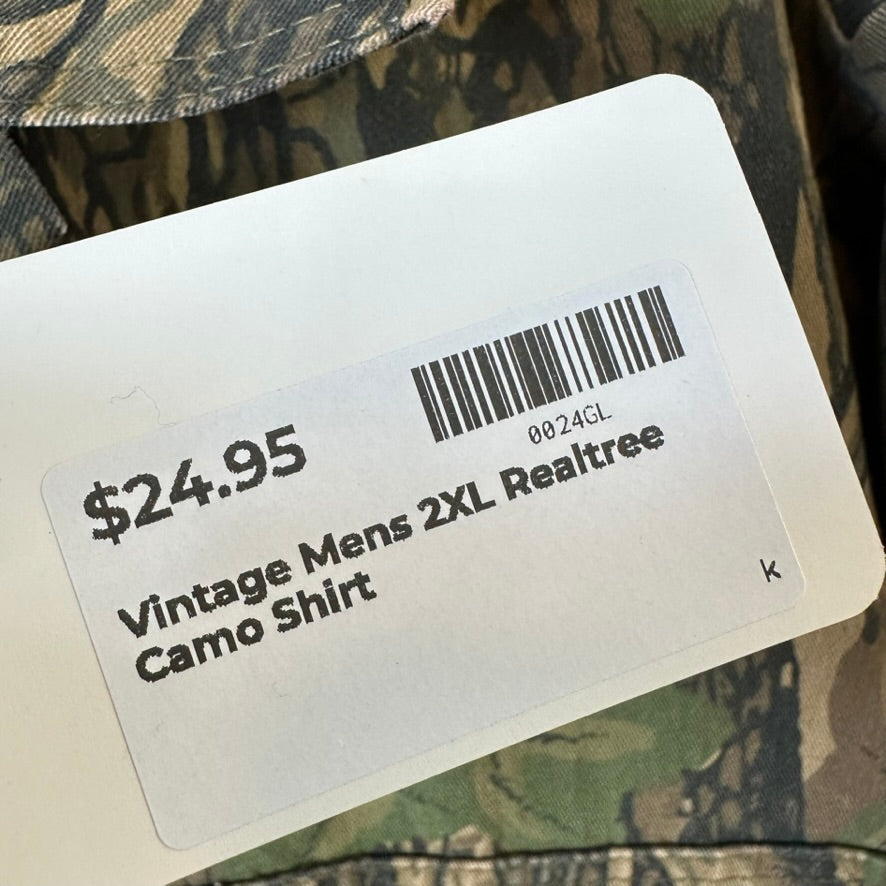 0024GL
$24.95
Vintage Mens 2XL Realtree
Camo Shirt
k